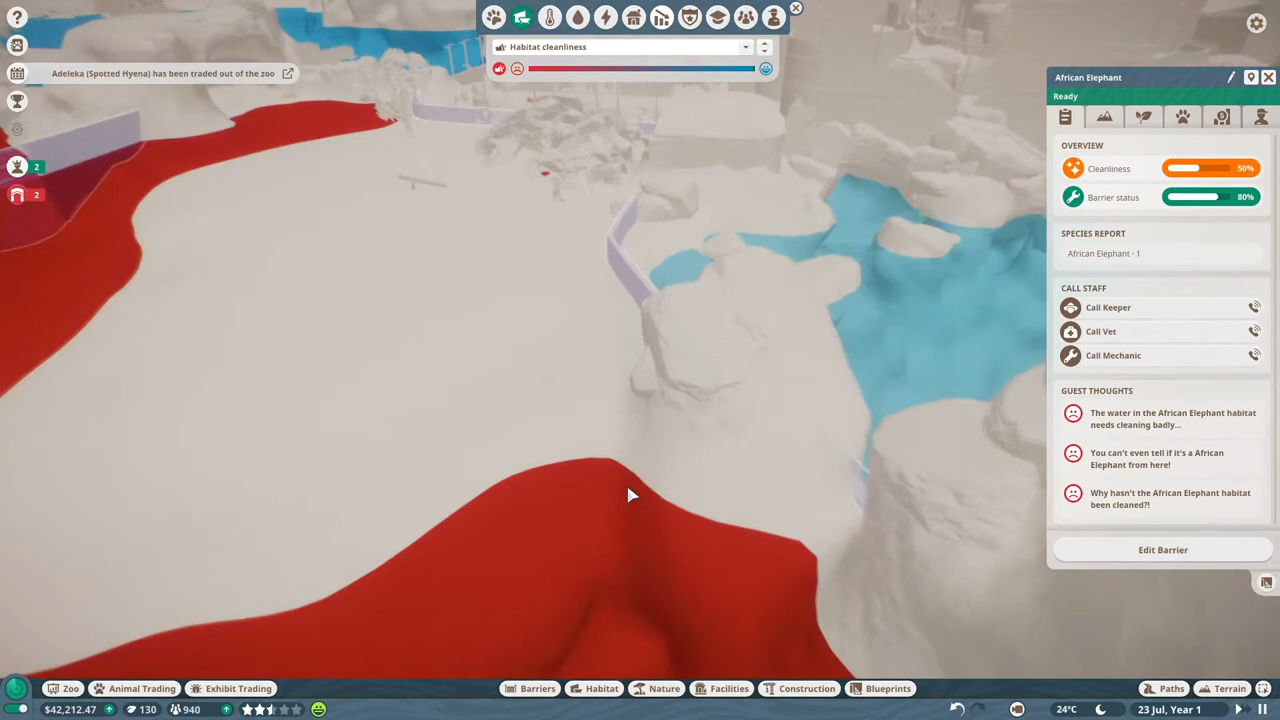 Habitat cleanliness
Adeleka (Spotted Hyena) has been traded out of the zoo
2
2
African Elephant
Ready
OVERVIEW
Cleanliness
50%
Barrier status
80%
SPECIES REPORT
African Elephant - 1
CALL STAFF
Call Keeper
Call Vet
Call Mechanic
GUEST THOUGHTS
The water in the African Elephant habitat
needs cleaning badly...
You can't even tell if it's a African
Elephant from here!
Why hasn't the African Elephant habitat
been cleaned?!
Edit Barrier
Zoo
Animal Trading
Exhibit Trading
Barriers
Habitat
Nature
Facilities
Construction
Blueprints
Paths
Terrain
$42,212.47
130
940
24°C
23 Jul, Year 1